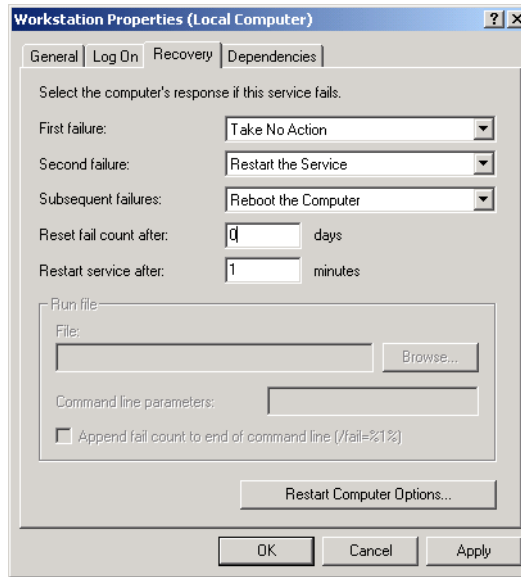 Workstation Properties (Local Computer)
General Log On Recovery Dependencies
Select the computer's response if this service fails.
First failure: Take No Action
Second failure: Restart the Service
Subsequent failures: Reboot the Computer
Reset fail count after: 0 days
Restart service after: 1 minutes
Run file
File:
Browse...
Command line parameters:
Append fail count to end of command line (/fail=%1%)
Restart Computer Options...
OK Cancel Apply